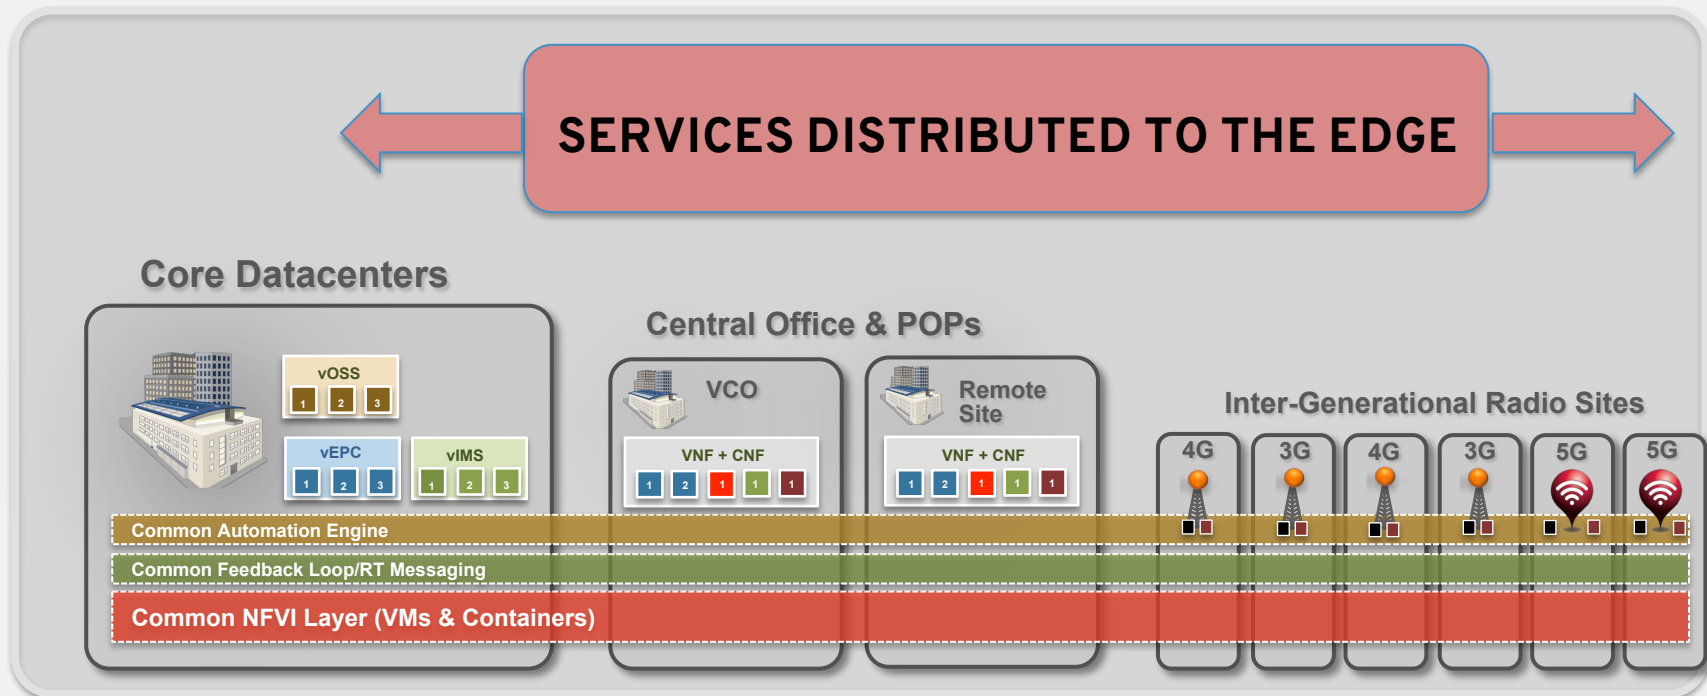 SERVICES DISTRIBUTED TO THE EDGE
Core Datacenters
vOSS
1 2 3
vEPC
1 2 3
vIMS
1 2 3
Central Office & POPs
VCO
VNF + CNF
1 2 1 1 1
Remote
Site
VNF + CNF
1 2 1 1 1
Inter-Generational Radio Sites
4G
3G
4G
3G
5G
5G
Common Automation Engine
Common Feedback Loop/RT Messaging
Common NFVI Layer (VMs & Containers)